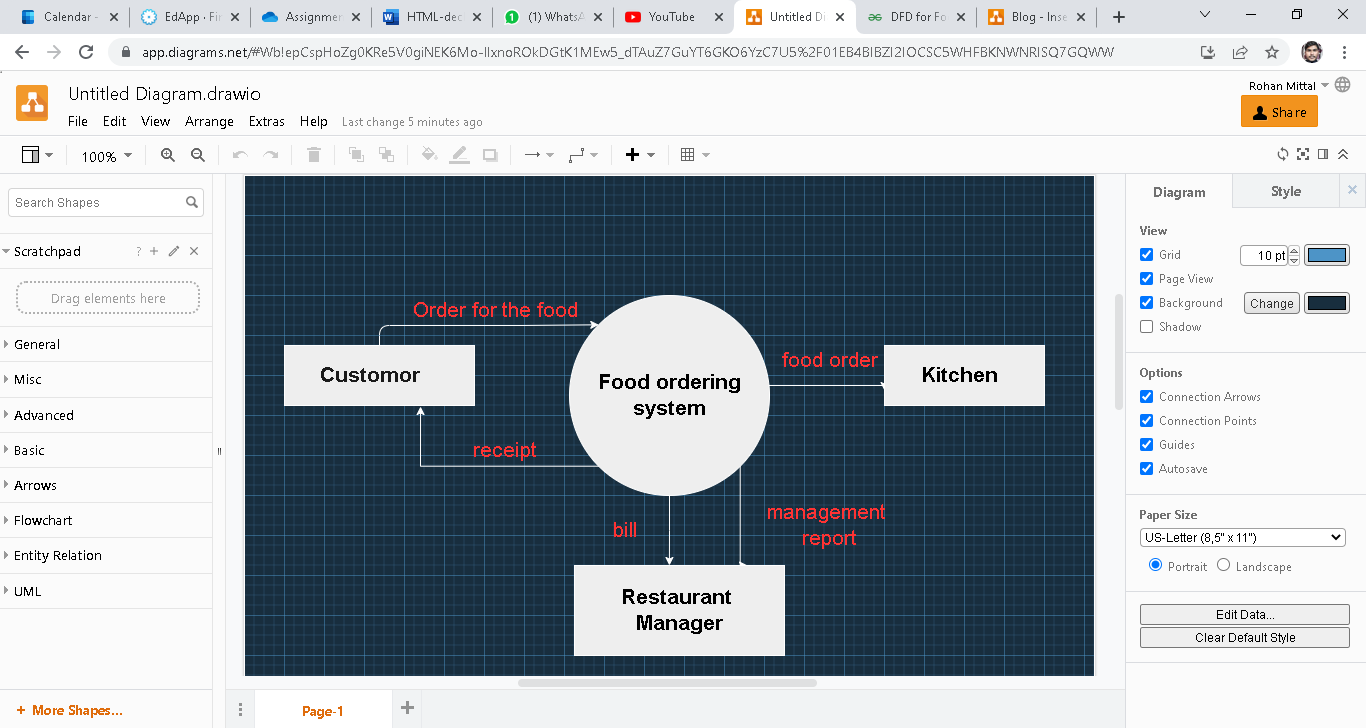 Calendar -
EdApp · Fi
Assignmen
HTML-dec
(1) WhatsA
YouTube
Untitled Di
DFD for Fo
Blog - Inse
app.diagrams.net/#Wb!epCspHoZg0KRe5V0giNEK6Mo-IIxnoROkDGtK1MEw5_dTAuZ7GuYT6GKO6YzC7U5%2F01EB4BIBZI2IOCSC5WHFBKNWNRISQ7GQWW
Untitled Diagram.drawio
Rohan Mittal
Share
File Edit View Arrange Extras Help Last change 5 minutes ago
100%
Search Shapes
Scratchpad
?
Drag elements here
General
Misc
Advanced
Basic
Arrows
Flowchart
Entity Relation
UML
+ More Shapes...
Order for the food
Customor
receipt
Food ordering
system
food order
Kitchen
bill
management
report
Restaurant
Manager
Page-1
Diagram
Style
View
Grid
10 pt
Page View
Background
Change
Shadow
Options
Connection Arrows
Connection Points
Guides
Autosave
Paper Size
US-Letter (8,5" x 11")
Portrait
Landscape
Edit Data...
Clear Default Style